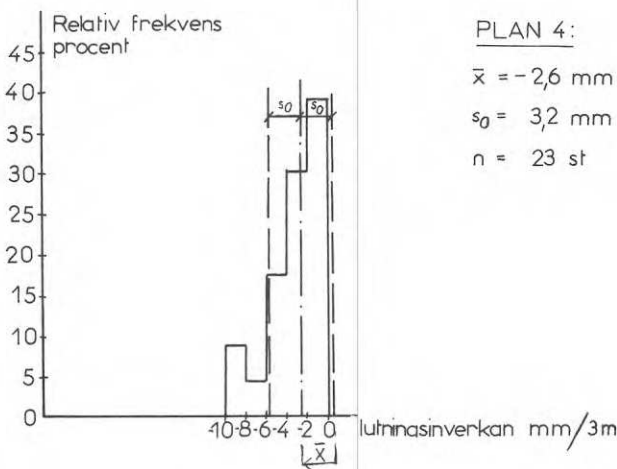 Relativ frekvens
procent
45
40
35
30
25
20
15
10
5
0
s₀ s₀
-10 -8 -6 -4 -2 0
lutninasinverkan mm/3m
x̄
PLAN 4:
x̄ = -2,6 mm
s₀ = 3,2 mm
n = 23 st